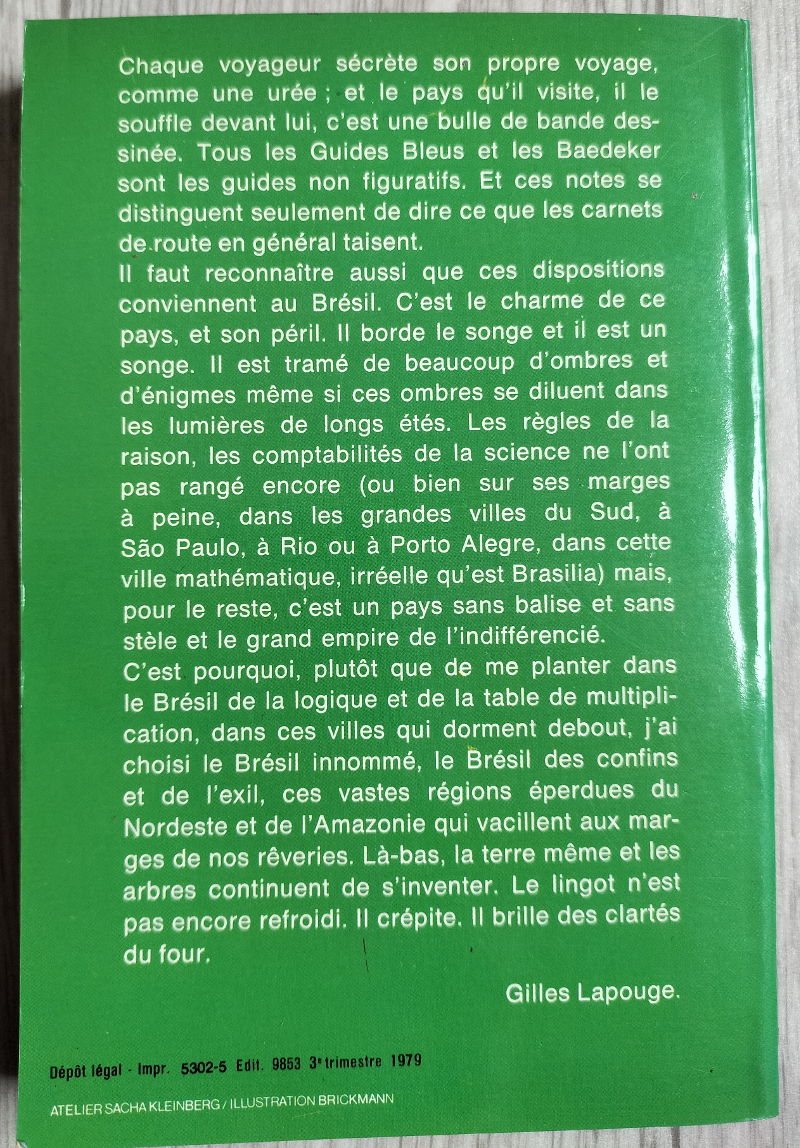 Chaque voyageur sécrète son propre voyage,
comme une urée ; et le pays qu'il visite, il le
souffle devant lui, c'est une bulle de bande des-
sinée. Tous les Guides Bleus et les Baedeker
sont les guides non figuratifs. Et ces notes se
distinguent seulement de dire ce que les carnets
de route en général taisent.
Il faut reconnaître aussi que ces dispositions
conviennent au Brésil. C'est le charme de ce
pays, et son péril. Il borde le songe et il est un
songe. Il est tramé de beaucoup d'ombres et
d'énigmes même si ces ombres se diluent dans
les lumières de longs étés. Les règles de la
raison, les comptabilités de la science ne l'ont
pas rangé encore (ou bien sur ses marges
à peine, dans les grandes villes du Sud, à
São Paulo, à Rio ou à Porto Alegre, dans cette
ville mathématique, irréelle qu'est Brasilia) mais,
pour le reste, c'est un pays sans balise et sans
stèle et le grand empire de l'indifférencié.
C'est pourquoi, plutôt que de me planter dans
le Brésil de la logique et de la table de multipli-
cation, dans ces villes qui dorment debout, j'ai
choisi le Brésil innommé, le Brésil des confins
et de l'exil, ces vastes régions éperdues du
Nordeste et de l'Amazonie qui vacillent aux mar-
ges de nos rêveries. Là-bas, la terre même et les
arbres continuent de s'inventer. Le lingot n'est
pas encore refroidi. Il crépite. Il brille des clartés
du four.
Gilles Lapouge.
Dépôt légal - Impr. 5302-5 Edit. 9853 3e trimestre 1979
ATELIER SACHA KLEINBERG / ILLUSTRATION BRICKMANN